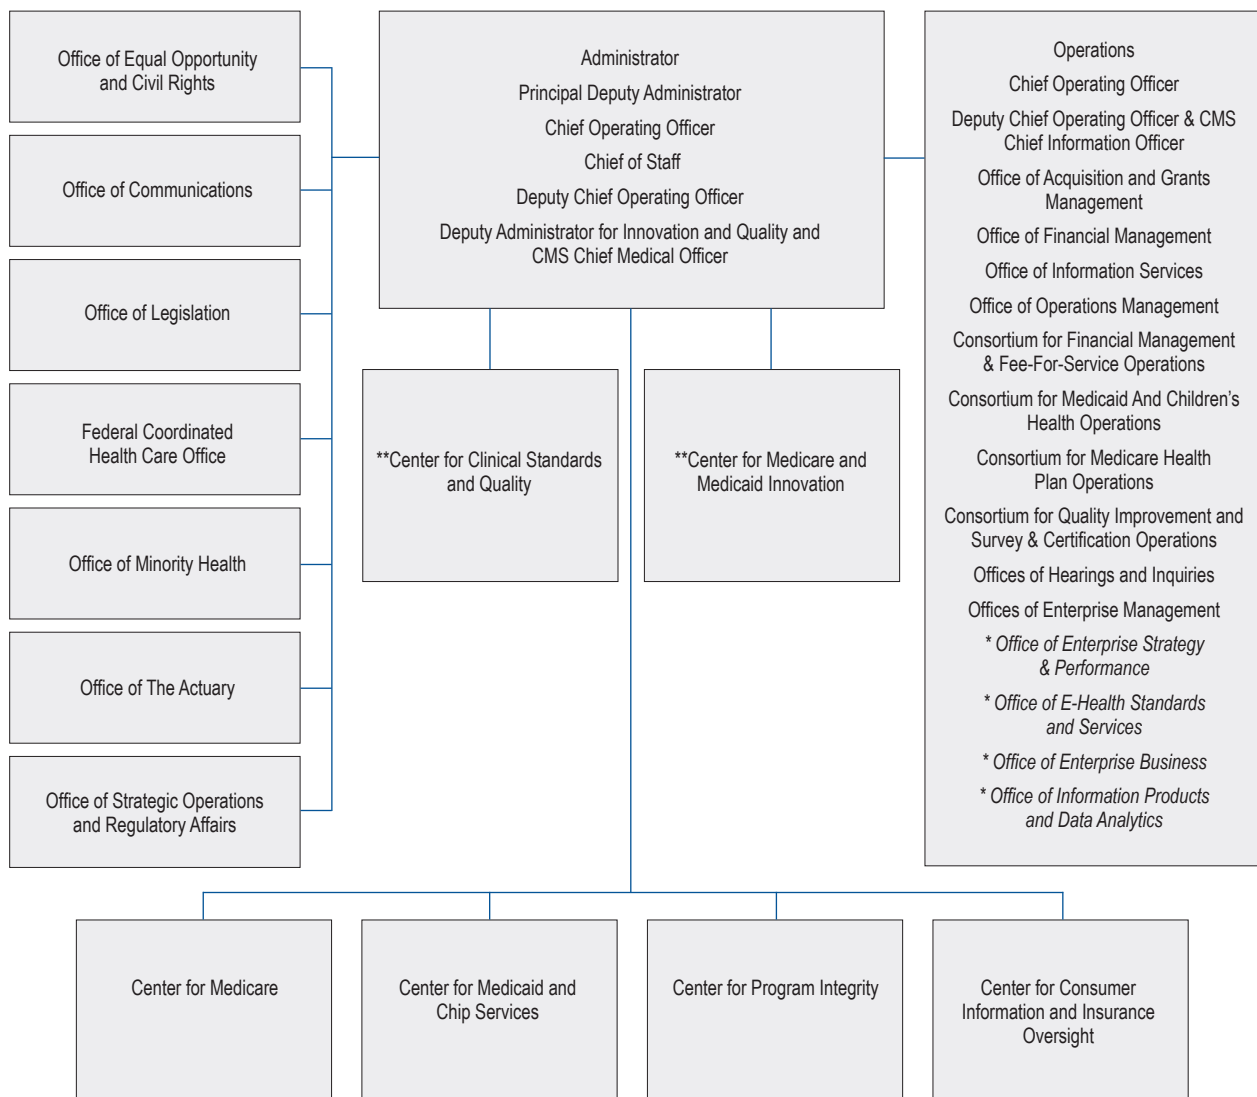 Office of Equal Opportunity
and Civil Rights
Office of Communications
Office of Legislation
Federal Coordinated
Health Care Office
Office of Minority Health
Office of The Actuary
Office of Strategic Operations
and Regulatory Affairs
Administrator
Principal Deputy Administrator
Chief Operating Officer
Chief of Staff
Deputy Chief Operating Officer
Deputy Administrator for Innovation and Quality and
CMS Chief Medical Officer
**Center for Clinical Standards
and Quality
**Center for Medicare and
Medicaid Innovation
Operations
Chief Operating Officer
Deputy Chief Operating Officer & CMS
Chief Information Officer
Office of Acquisition and Grants
Management
Office of Financial Management
Office of Information Services
Office of Operations Management
Consortium for Financial Management
& Fee-For-Service Operations
Consortium for Medicaid And Children’s
Health Operations
Consortium for Medicare Health
Plan Operations
Consortium for Quality Improvement and
Survey & Certification Operations
Offices of Hearings and Inquiries
Offices of Enterprise Management
* Office of Enterprise Strategy
& Performance
* Office of E-Health Standards
and Services
* Office of Enterprise Business
* Office of Information Products
and Data Analytics
Center for Medicare
Center for Medicaid and
Chip Services
Center for Program Integrity
Center for Consumer
Information and Insurance
Oversight